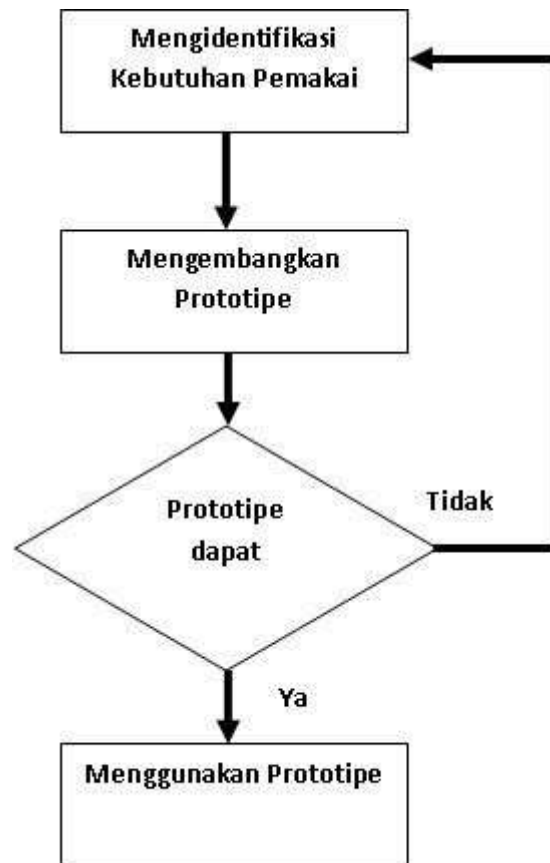 Mengidentifikasi
Kebutuhan Pemakai
Mengembangkan
Prototipe
Prototipe
dapat
Tidak
Ya
Menggunakan Prototipe